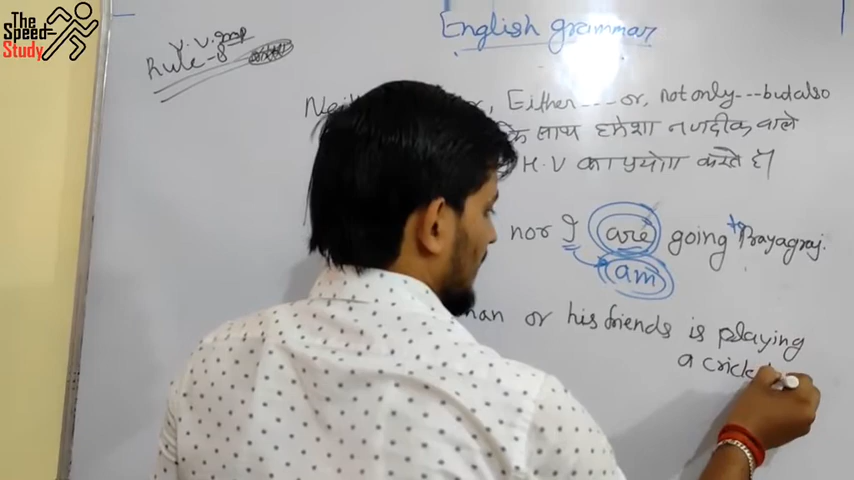 The
Speed
Study
English grammar
V.V. Imp
Rule-8
Either---or, not only---but also
के साथ हमेशा नजदीक वाले
H.V का प्रयोग करते हैं।
nor I are going to Prayagraj.
am
or his friends is playing
a crick